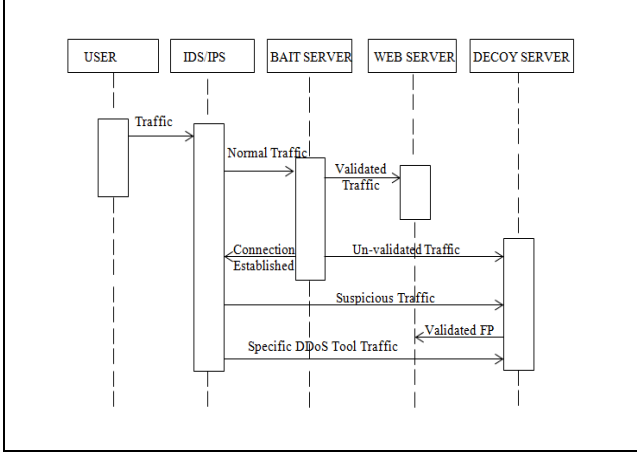 USER
IDS/IPS
BAIT SERVER
WEB SERVER
DECOY SERVER
Traffic
Normal Traffic
Validated
Traffic
Connection
Established
Un-validated Traffic
Suspicious Traffic
Validated FP
Specific DDoS Tool Traffic